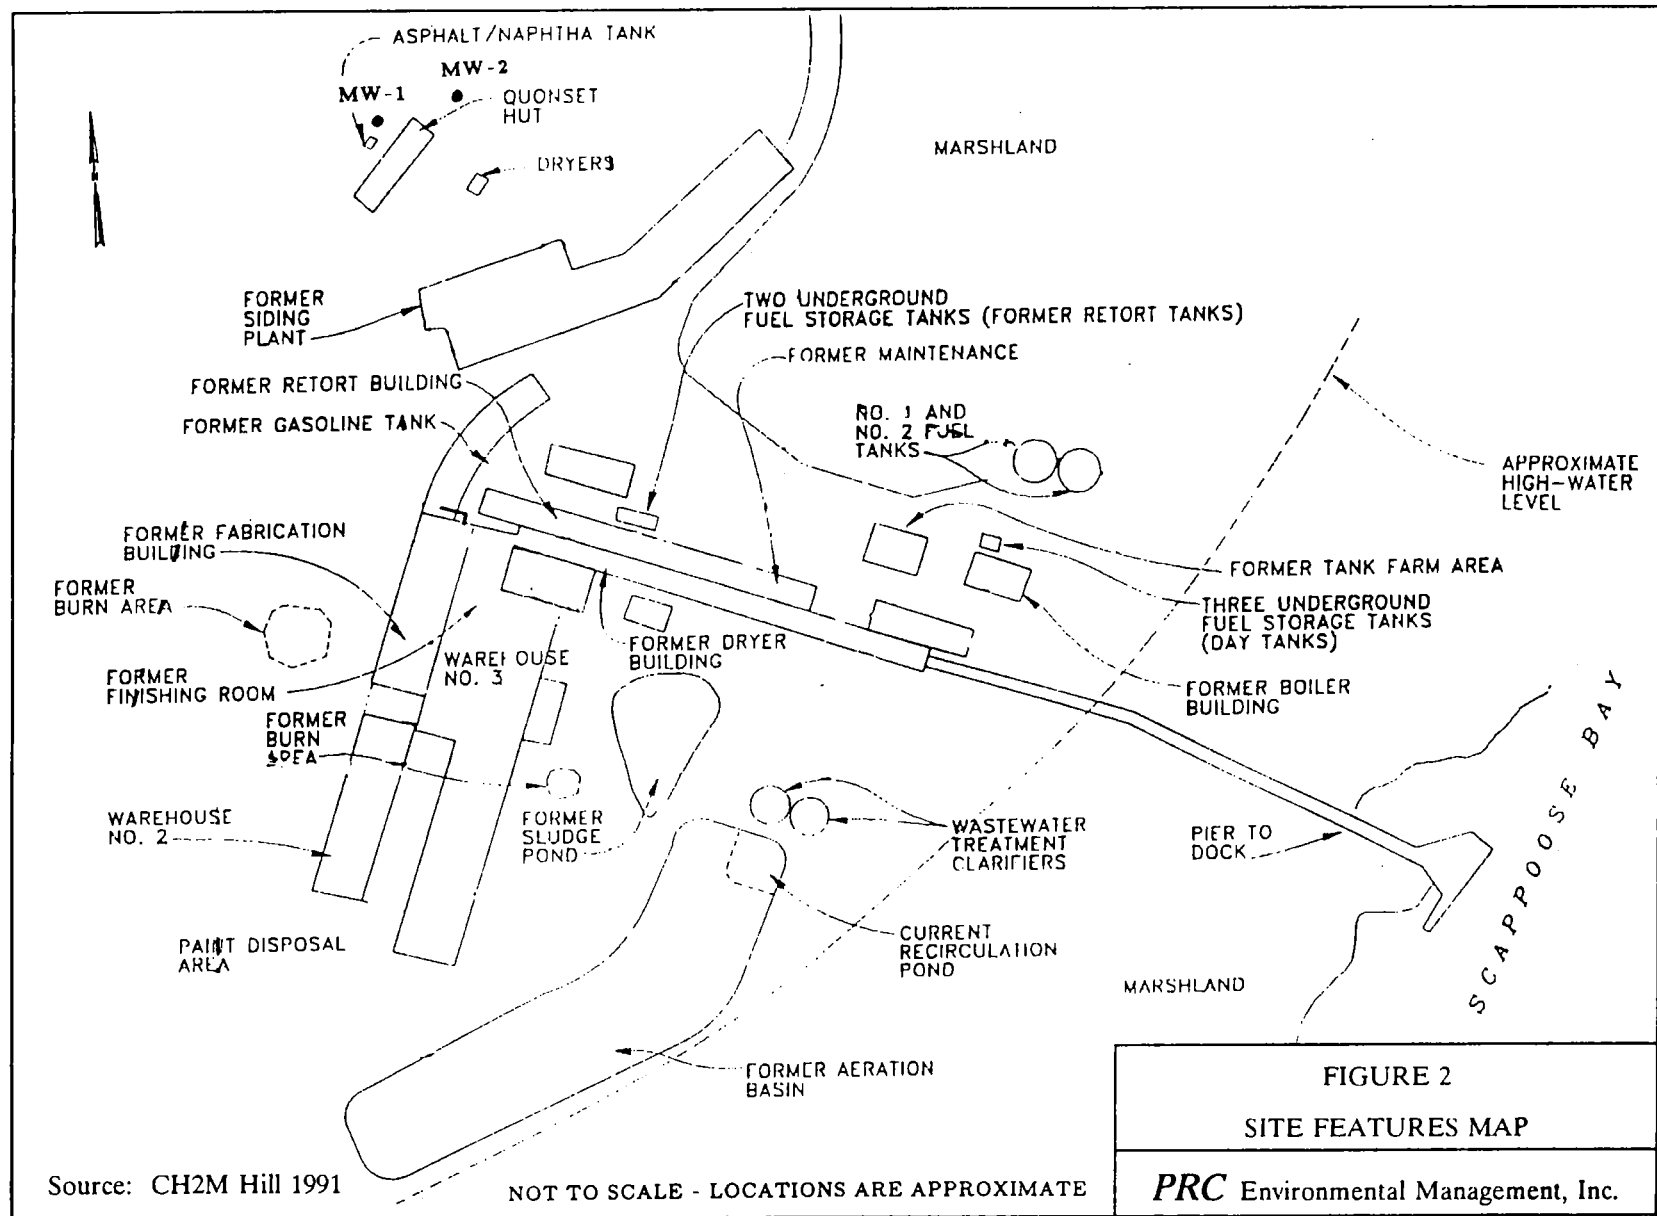 ASPHALT/NAPHTHA TANK
MW-2
MW-1
QUONSET
HUT
DRYERS
MARSHLAND
FORMER
SIDING
PLANT
TWO UNDERGROUND
FUEL STORAGE TANKS (FORMER RETORT TANKS)
FORMER MAINTENANCE
FORMER RETORT BUILDING
FORMER GASOLINE TANK
NO. 1 AND
NO. 2 FUEL
TANKS
APPROXIMATE
HIGH-WATER
LEVEL
FORMER FABRICATION
BUILDING
FORMER
BURN AREA
FORMER TANK FARM AREA
THREE UNDERGROUND
FUEL STORAGE TANKS
(DAY TANKS)
FORMER DRYER
BUILDING
WAREHOUSE
NO. 3
FORMER
FINISHING ROOM
FORMER BOILER
BUILDING
FORMER
BURN
AREA
SCAPPOOSE BAY
WAREHOUSE
NO. 2
FORMER
SLUDGE
POND
WASTEWATER
TREATMENT
CLARIFIERS
PIER TO
DOCK
PAINT DISPOSAL
AREA
CURRENT
RECIRCULATION
POND
MARSHLAND
FORMER AERATION
BASIN
FIGURE 2
SITE FEATURES MAP
Source: CH2M Hill 1991
NOT TO SCALE - LOCATIONS ARE APPROXIMATE
PRC Environmental Management, Inc.